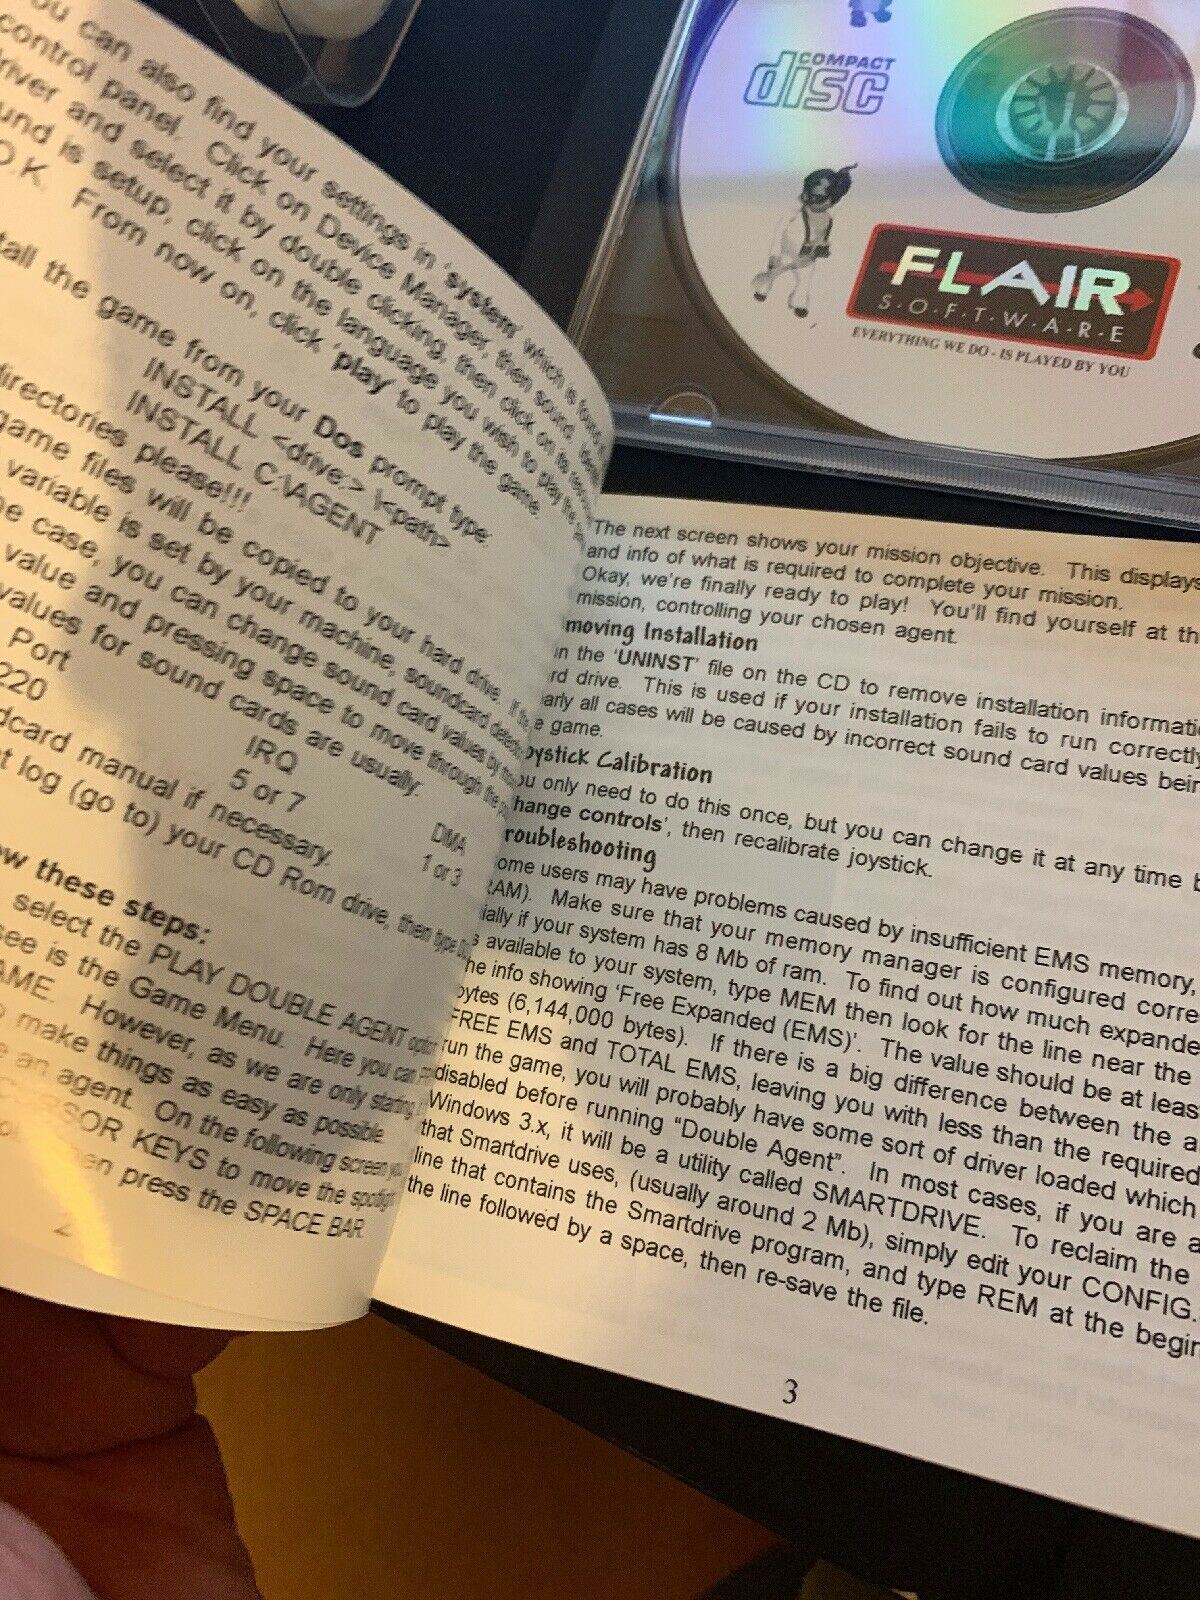 COMPACT
disc
FLAIR
S·O·F·T·W·A·R·E
EVERYTHING WE DO - IS PLAYED BY YOU
can also find your settings in 'system' which is found
control panel. Click on Device Manager, then sound,
and select it by double clicking, then click on its
is setup, click on the language you wish to play the
O.K. From now on, click 'play' to play the game.
the game from your Dos prompt type:
INSTALL <drive:> \<path>
INSTALL C:\AGENT
directories please!!!
game files will be copied to your hard drive. If
variable is set by your machine, soundcard
case, you can change sound card values by
value and pressing space to move through the
values for sound cards are usually:
Port
IRQ
DMA
220
5 or 7
1 or 3
manual if necessary.
log (go to) your CD Rom drive, then type
these steps:
select the PLAY DOUBLE AGENT option
see is the Game Menu. Here you can
However, as we are only starting
make things as easy as possible.
an agent. On the following screen you
KEYS to move the spotlight
press the SPACE BAR
2
The next screen shows your mission objective. This displays
and info of what is required to complete your mission.
Okay, we're finally ready to play! You'll find yourself at th
mission, controlling your chosen agent.
moving Installation
n the 'UNINST' file on the CD to remove installation informati
rd drive. This is used if your installation fails to run correctly
early all cases will be caused by incorrect sound card values bein
e game.
oystick Calibration
ou only need to do this once, but you can change it at any time b
hange controls', then recalibrate joystick.
roubleshooting
ome users may have problems caused by insufficient EMS memory,
RAM). Make sure that your memory manager is configured corre
ially if your system has 8 Mb of ram. To find out how much expande
s available to your system, type MEM then look for the line near the
he info showing 'Free Expanded (EMS)'. The value should be at leas
bytes (6,144,000 bytes). If there is a big difference between the a
FREE EMS and TOTAL EMS, leaving you with less than the required
run the game, you will probably have some sort of driver loaded which
disabled before running "Double Agent". In most cases, if you are a
Windows 3.x, it will be a utility called SMARTDRIVE. To reclaim the
that Smartdrive uses, (usually around 2 Mb), simply edit your CONFIG.
line that contains the Smartdrive program, and type REM at the begin
the line followed by a space, then re-save the file.
3